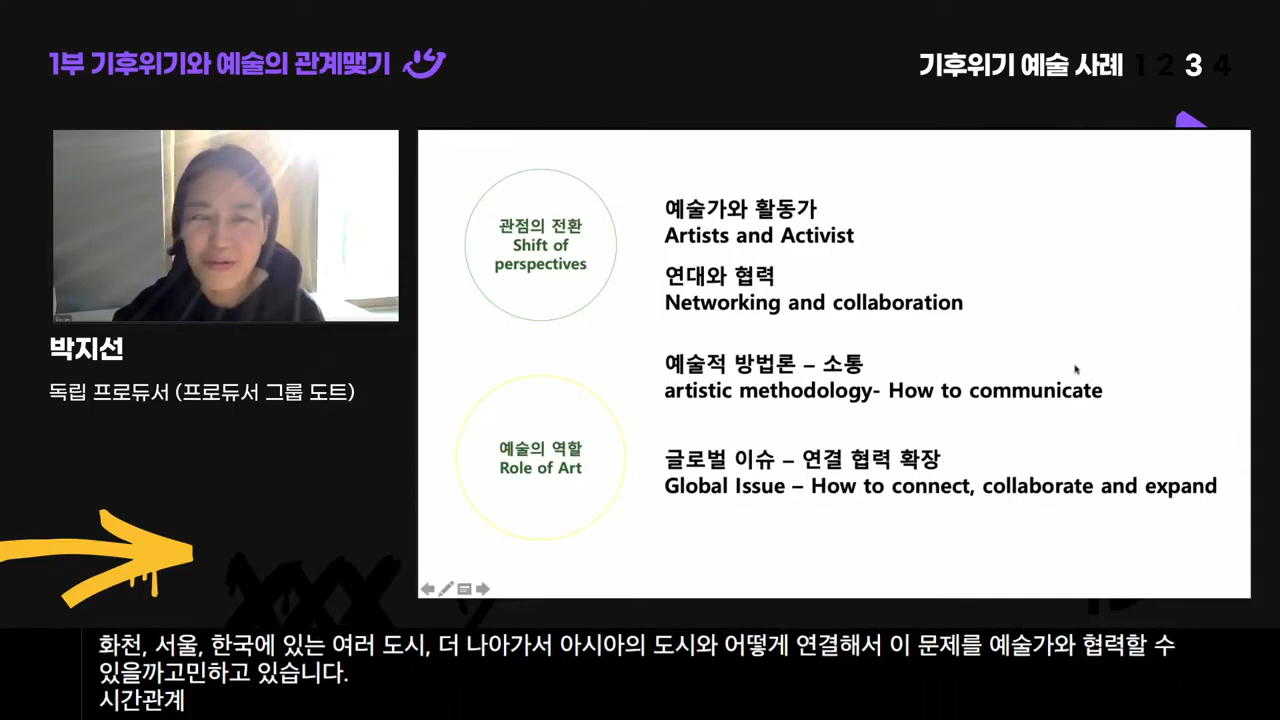 1부 기후위기와 예술의 관계맺기
기후위기 예술 사례 1 2 3 4
박지선
독립 프로듀서 (프로듀서 그룹 도트)
관점의 전환
Shift of
perspectives
예술가와 활동가
Artists and Activist
연대와 협력
Networking and collaboration
예술적 방법론 – 소통
artistic methodology- How to communicate
예술의 역할
Role of Art
글로벌 이슈 – 연결 협력 확장
Global Issue – How to connect, collaborate and expand
화천, 서울, 한국에 있는 여러 도시, 더 나아가서 아시아의 도시와 어떻게 연결해서 이 문제를 예술가와 협력할 수
있을까고민하고 있습니다.
시간관계